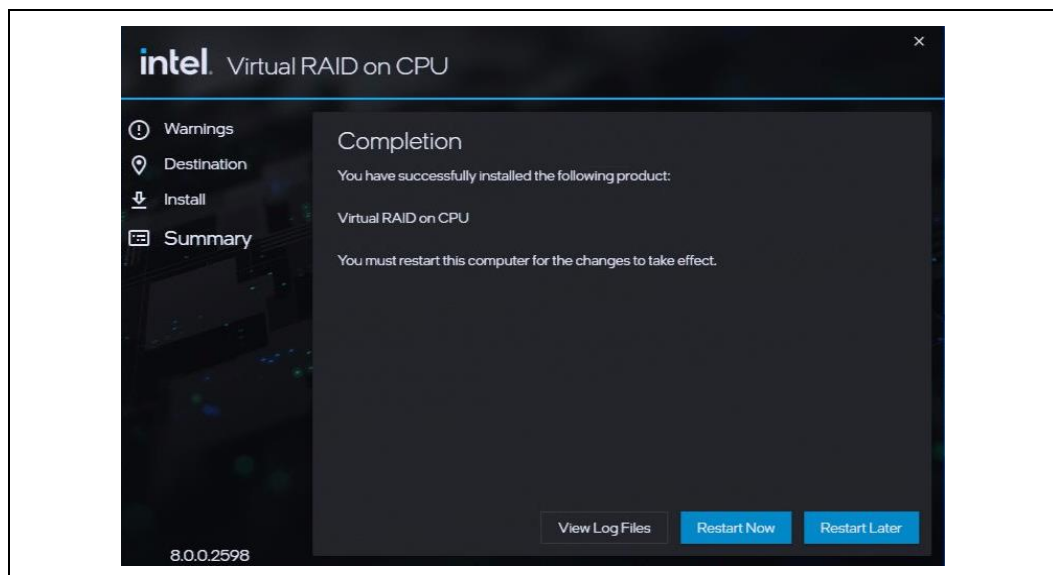 intel. Virtual RAID on CPU
Warnings
Destination
Install
Summary
Completion
You have successfully installed the following product:
Virtual RAID on CPU
You must restart this computer for the changes to take effect.
View Log Files
Restart Now
Restart Later
8.0.0.2598